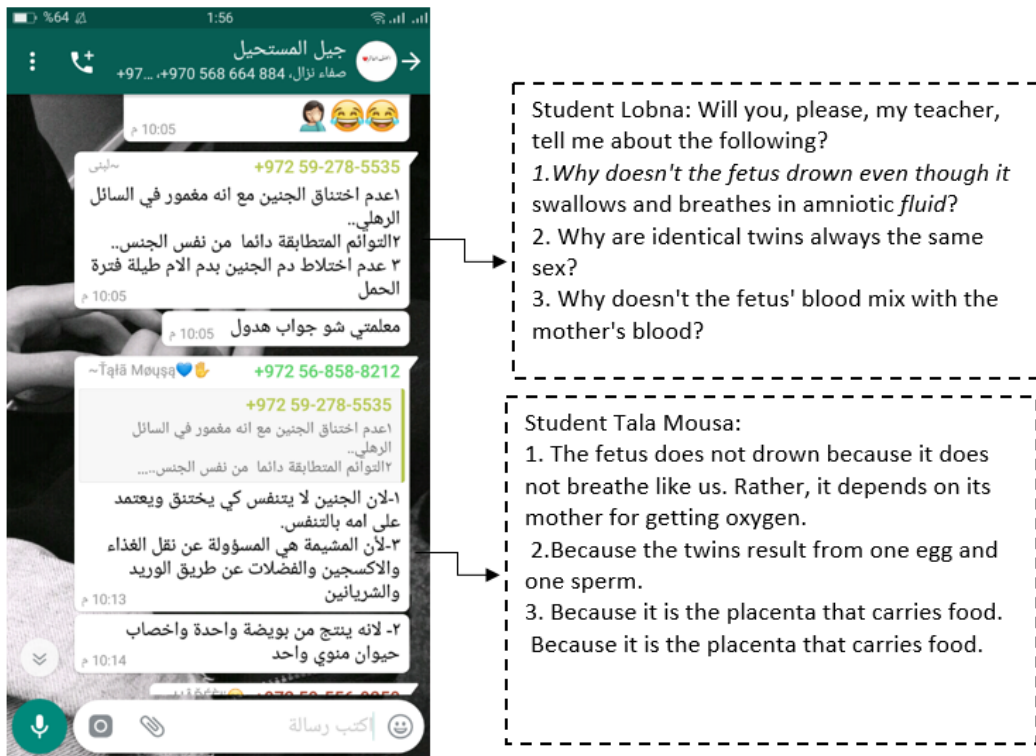 %64
1:56
جيل المستحيل
صفاء نزال، ‎+970 568 664 884، ‎+97...
😂😂🤦🏻‍♀️
10:05 م
+972 59-278-5535
~لبنى
١عدم اختناق الجنين مع انه مغمور في السائل
الرهلي..
٢التوائم المتطابقة دائما من نفس الجنس..
٣ عدم اختلاط دم الجنين بدم الام طيلة فترة
الحمل
10:05 م
معلمتي شو جواب هدول
10:05 م
+972 56-858-8212
~Ťąłã Møųşą💙✋
+972 59-278-5535
١عدم اختناق الجنين مع انه مغمور في السائل
الرهلي..
٢التوائم المتطابقة دائما من نفس الجنس.....
١-لان الجنين لا يتنفس كي يختنق ويعتمد
على امه بالتنفس.
٣-لأن المشيمة هي المسؤولة عن نقل الغذاء
والاكسجين والفضلات عن طريق الوريد
والشريانين
10:13 م
٢- لانه ينتج من بويضة واحدة واخصاب
حيوان منوي واحد
10:14 م
اكتب رسالة
Student Lobna: Will you, please, my teacher,
tell me about the following?
1.Why doesn't the fetus drown even though it
swallows and breathes in amniotic fluid?
2. Why are identical twins always the same
sex?
3. Why doesn't the fetus' blood mix with the
mother's blood?
Student Tala Mousa:
1. The fetus does not drown because it does
not breathe like us. Rather, it depends on its
mother for getting oxygen.
2.Because the twins result from one egg and
one sperm.
3. Because it is the placenta that carries food.
Because it is the placenta that carries food.